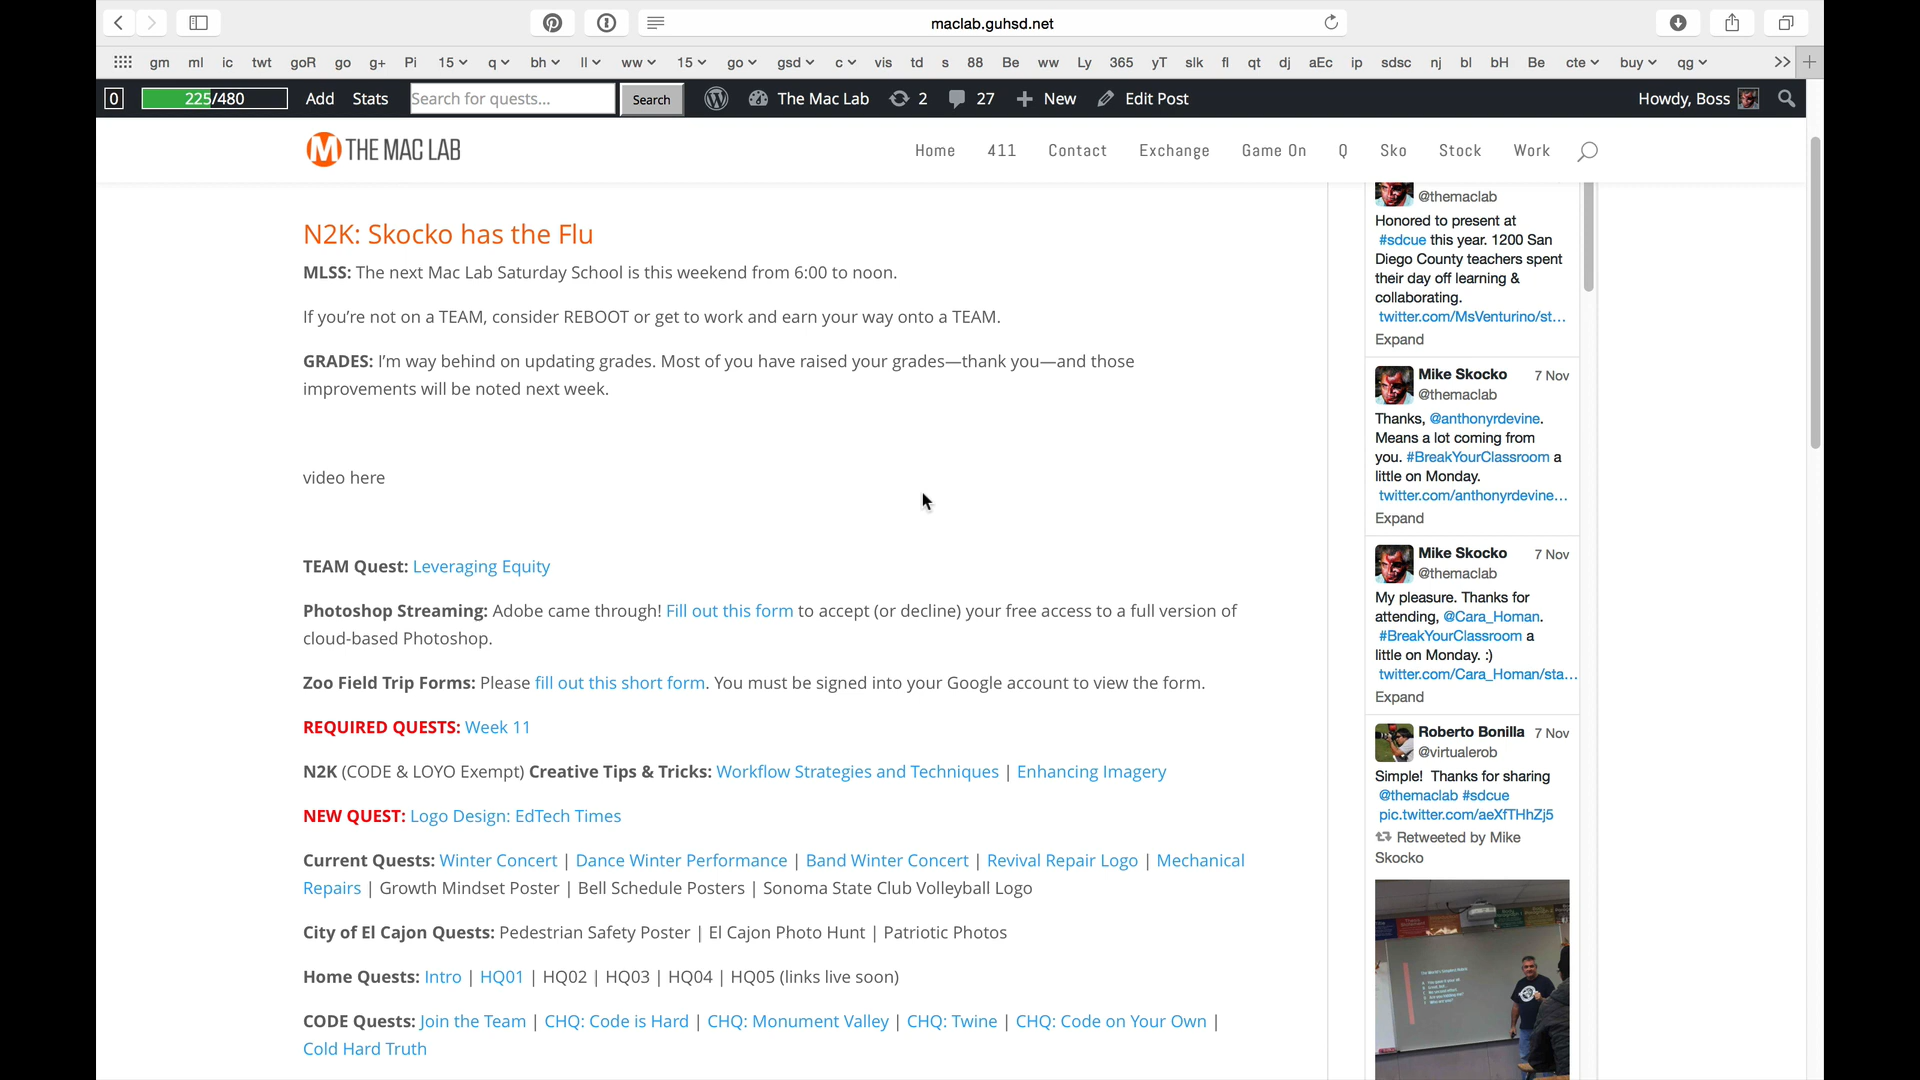 maclab.guhsd.net
gm ml ic twt goR go g+ Pi 15 q bh ll ww 15 go gsd c vis td s 88 Be ww Ly 365 yT slk fl qt dj aEc ip sdsc nj bl bH Be cte buy qg
0 225/480 Add Stats Search for quests... Search The Mac Lab 2 27 New Edit Post Howdy, Boss
M THE MAC LAB Home 411 Contact Exchange Game On Q Sko Stock Work
N2K: Skocko has the Flu
MLSS: The next Mac Lab Saturday School is this weekend from 6:00 to noon.
If you’re not on a TEAM, consider REBOOT or get to work and earn your way onto a TEAM.
GRADES: I’m way behind on updating grades. Most of you have raised your grades—thank you—and those
improvements will be noted next week.
video here
TEAM Quest: Leveraging Equity
Photoshop Streaming: Adobe came through! Fill out this form to accept (or decline) your free access to a full version of
cloud-based Photoshop.
Zoo Field Trip Forms: Please fill out this short form. You must be signed into your Google account to view the form.
REQUIRED QUESTS: Week 11
N2K (CODE & LOYO Exempt) Creative Tips & Tricks: Workflow Strategies and Techniques | Enhancing Imagery
NEW QUEST: Logo Design: EdTech Times
Current Quests: Winter Concert | Dance Winter Performance | Band Winter Concert | Revival Repair Logo | Mechanical
Repairs | Growth Mindset Poster | Bell Schedule Posters | Sonoma State Club Volleyball Logo
City of El Cajon Quests: Pedestrian Safety Poster | El Cajon Photo Hunt | Patriotic Photos
Home Quests: Intro | HQ01 | HQ02 | HQ03 | HQ04 | HQ05 (links live soon)
CODE Quests: Join the Team | CHQ: Code is Hard | CHQ: Monument Valley | CHQ: Twine | CHQ: Code on Your Own |
Cold Hard Truth
@themaclab
Honored to present at
#sdcue this year. 1200 San
Diego County teachers spent
their day off learning &
collaborating.
twitter.com/MsVenturino/st…
Expand
Mike Skocko 7 Nov
@themaclab
Thanks, @anthonyrdevine.
Means a lot coming from
you. #BreakYourClassroom a
little on Monday.
twitter.com/anthonyrdevine…
Expand
Mike Skocko 7 Nov
@themaclab
My pleasure. Thanks for
attending, @Cara_Homan.
#BreakYourClassroom a
little on Monday. :)
twitter.com/Cara_Homan/sta…
Expand
Roberto Bonilla 7 Nov
@virtualerob
Simple! Thanks for sharing
@themaclab #sdcue
pic.twitter.com/aeXfTHhZj5
Retweeted by Mike
Skocko